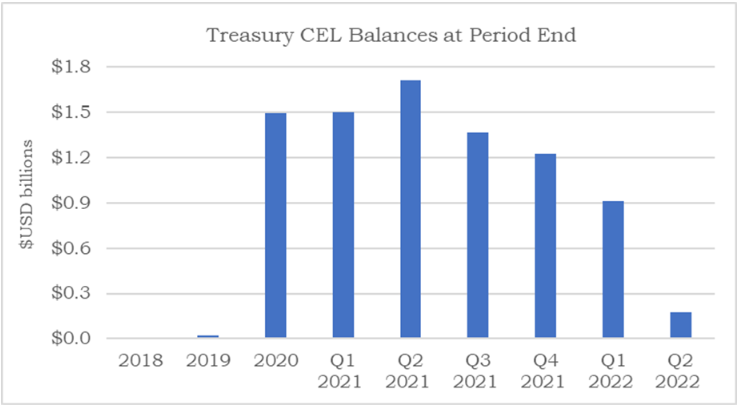 Treasury CEL Balances at Period End
$USD billions
$1.8
$1.5
$1.2
$0.9
$0.6
$0.3
$0.0
2018 2019 2020 Q1 Q2 Q3 Q4 Q1 Q2
2021 2021 2021 2021 2022 2022